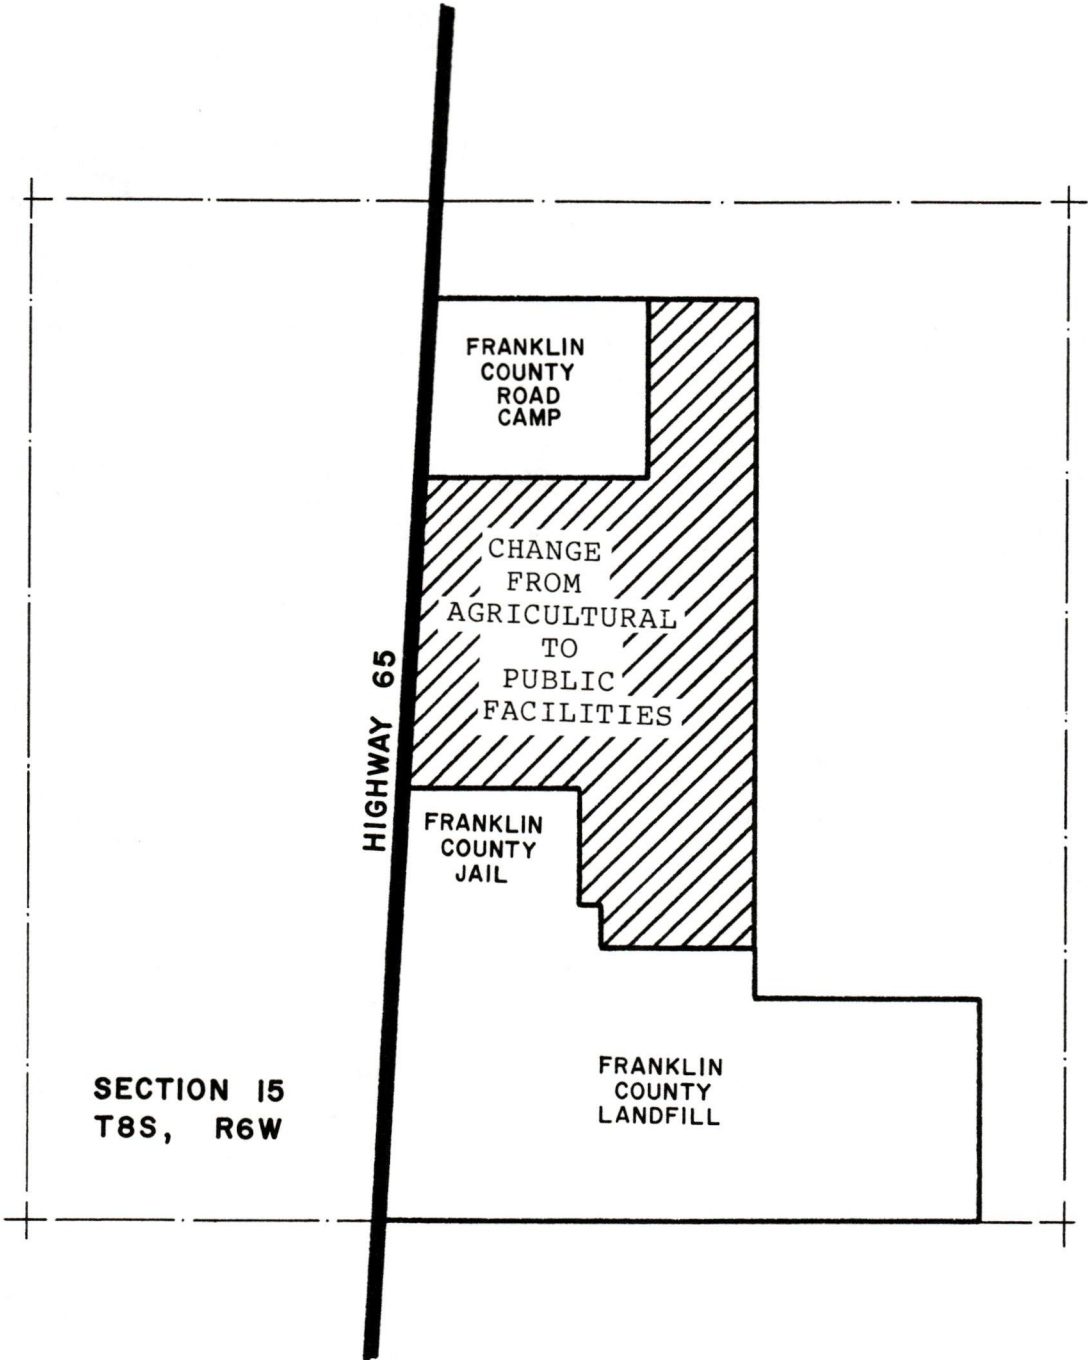 FRANKLIN
COUNTY
ROAD
CAMP
CHANGE
FROM
AGRICULTURAL
TO
PUBLIC
FACILITIES
HIGHWAY 65
FRANKLIN
COUNTY
JAIL
FRANKLIN
COUNTY
LANDFILL
SECTION 15
T8S, R6W